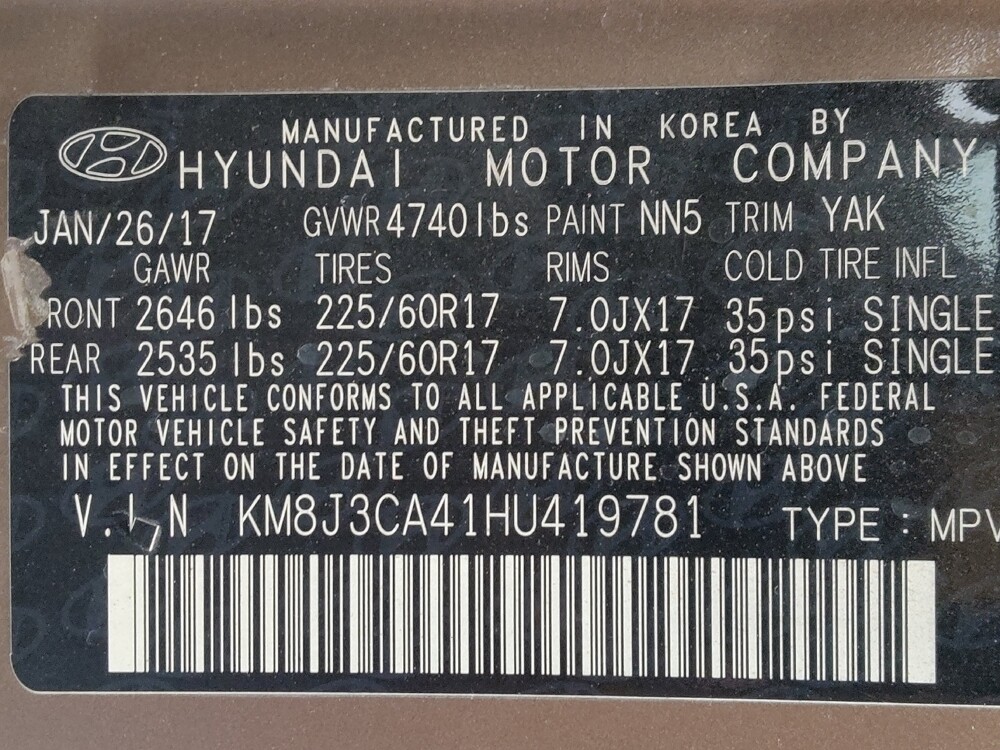 MANUFACTURED IN KOREA BY
HYUNDAI MOTOR COMPANY
JAN/26/17 GVWR 4740lbs PAINT NN5 TRIM YAK
GAWR TIRES RIMS COLD TIRE INFL
FRONT 2646 lbs 225/60R17 7.0JX17 35psi SINGLE
REAR 2535 lbs 225/60R17 7.0JX17 35psi SINGLE
THIS VEHICLE CONFORMS TO ALL APPLICABLE U.S.A. FEDERAL
MOTOR VEHICLE SAFETY AND THEFT PREVENTION STANDARDS
IN EFFECT ON THE DATE OF MANUFACTURE SHOWN ABOVE
V.I.N KM8J3CA41HU419781 TYPE : MPV